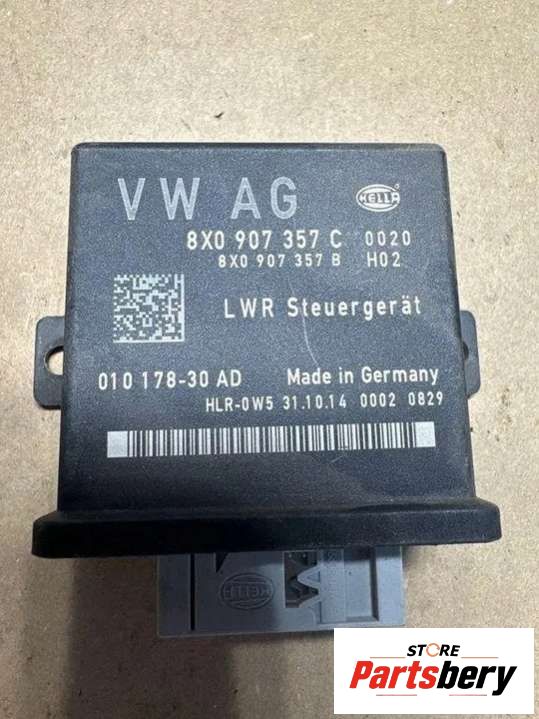 VW AG
HELLA
8X0 907 357 C 0020
8X0 907 357 B H02
LWR Steuergerät
010 178-30 AD Made in Germany
HLR-0W5 31.10.14 0002 0829
HELLA
STORE
Partsbery